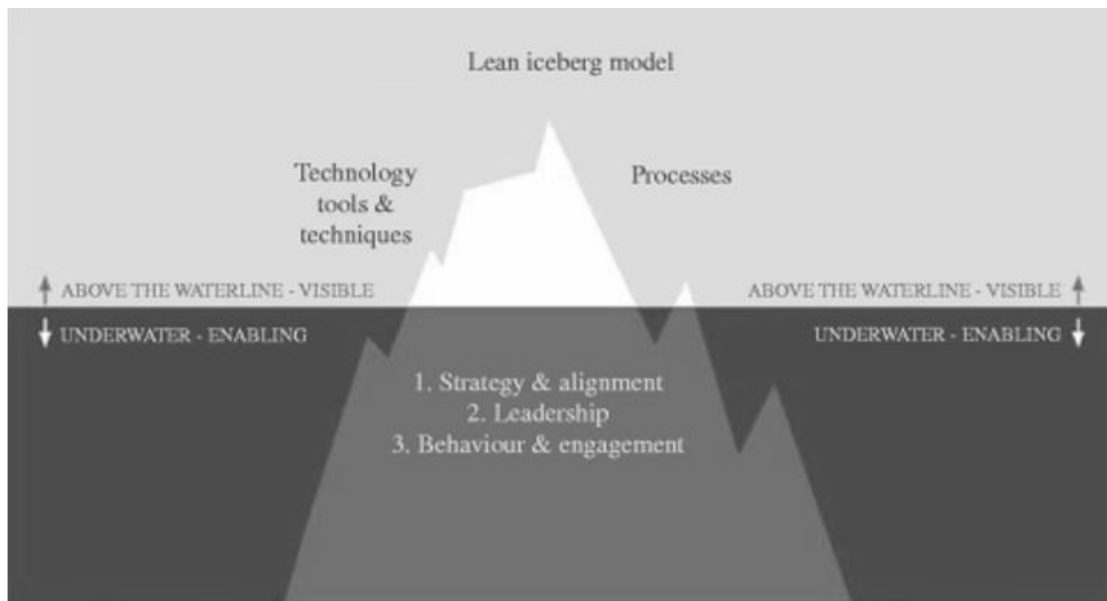 Lean iceberg model
Technology
tools &
techniques
Processes
ABOVE THE WATERLINE - VISIBLE
ABOVE THE WATERLINE - VISIBLE
UNDERWATER - ENABLING
UNDERWATER - ENABLING
1. Strategy & alignment
2. Leadership
3. Behaviour & engagement